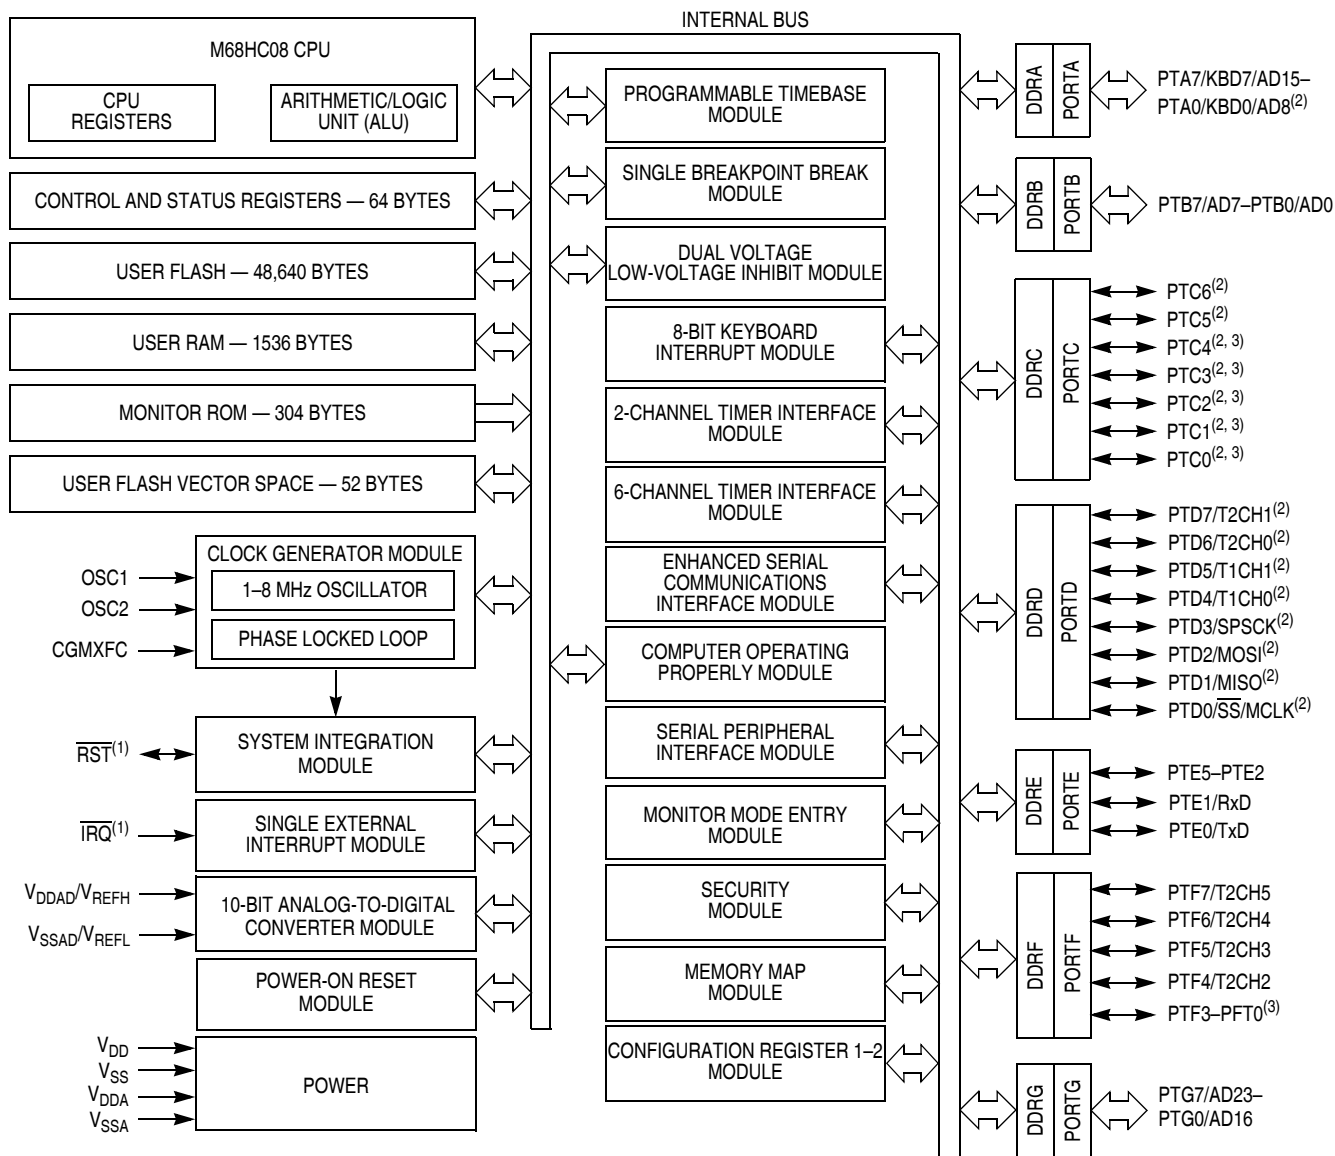 INTERNAL BUS
M68HC08 CPU
CPU
REGISTERS
ARITHMETIC/LOGIC
UNIT (ALU)
CONTROL AND STATUS REGISTERS — 64 BYTES
USER FLASH — 48,640 BYTES
USER RAM — 1536 BYTES
MONITOR ROM — 304 BYTES
USER FLASH VECTOR SPACE — 52 BYTES
CLOCK GENERATOR MODULE
1–8 MHz OSCILLATOR
PHASE LOCKED LOOP
OSC1
OSC2
CGMXFC
SYSTEM INTEGRATION
MODULE
R̅S̅T̅(1)
SINGLE EXTERNAL
INTERRUPT MODULE
I̅R̅Q̅(1)
10-BIT ANALOG-TO-DIGITAL
CONVERTER MODULE
VDDAD/VREFH
VSSAD/VREFL
POWER-ON RESET
MODULE
POWER
VDD
VSS
VDDA
VSSA
PROGRAMMABLE TIMEBASE
MODULE
SINGLE BREAKPOINT BREAK
MODULE
DUAL VOLTAGE
LOW-VOLTAGE INHIBIT MODULE
8-BIT KEYBOARD
INTERRUPT MODULE
2-CHANNEL TIMER INTERFACE
MODULE
6-CHANNEL TIMER INTERFACE
MODULE
ENHANCED SERIAL
COMMUNICATIONS
INTERFACE MODULE
COMPUTER OPERATING
PROPERLY MODULE
SERIAL PERIPHERAL
INTERFACE MODULE
MONITOR MODE ENTRY
MODULE
SECURITY
MODULE
MEMORY MAP
MODULE
CONFIGURATION REGISTER 1–2
MODULE
DDRA
PORTA
PTA7/KBD7/AD15–
PTA0/KBD0/AD8(2)
DDRB
PORTB
PTB7/AD7–PTB0/AD0
DDRC
PORTC
PTC6(2)
PTC5(2)
PTC4(2, 3)
PTC3(2, 3)
PTC2(2, 3)
PTC1(2, 3)
PTC0(2, 3)
DDRD
PORTD
PTD7/T2CH1(2)
PTD6/T2CH0(2)
PTD5/T1CH1(2)
PTD4/T1CH0(2)
PTD3/SPSCK(2)
PTD2/MOSI(2)
PTD1/MISO(2)
PTD0/S̅S̅/MCLK(2)
DDRE
PORTE
PTE5–PTE2
PTE1/RxD
PTE0/TxD
DDRF
PORTF
PTF7/T2CH5
PTF6/T2CH4
PTF5/T2CH3
PTF4/T2CH2
PTF3–PFT0(3)
DDRG
PORTG
PTG7/AD23–
PTG0/AD16